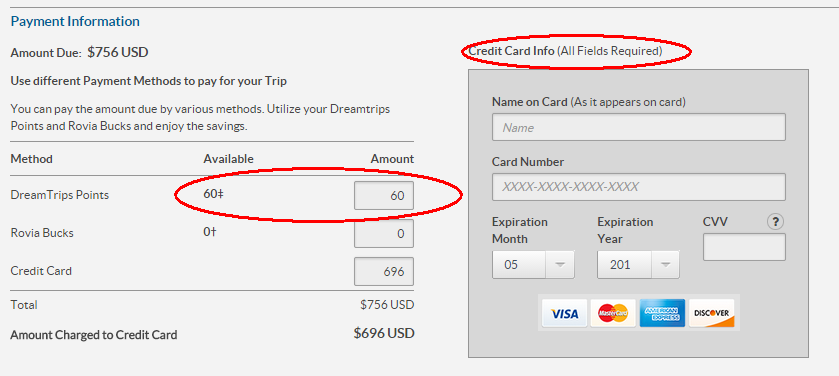 Payment Information
Amount Due: $756 USD
Use different Payment Methods to pay for your Trip
You can pay the amount due by various methods. Utilize your Dreamtrips
Points and Rovia Bucks and enjoy the savings.
Method Available Amount
DreamTrips Points 60‡ 60
Rovia Bucks 0† 0
Credit Card 696
Total $756 USD
Amount Charged to Credit Card $696 USD
Credit Card Info (All Fields Required)
Name on Card (As it appears on card)
Name
Card Number
XXXX-XXXX-XXXX-XXXX
Expiration Month Expiration Year CVV ?
05 201
VISA MasterCard AMERICAN EXPRESS DISCOVER